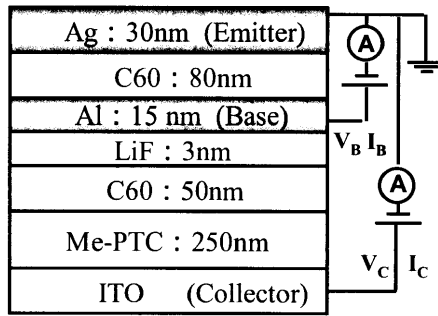 Ag : 30nm (Emitter)
C60 : 80nm
Al : 15 nm (Base)
LiF : 3nm
C60 : 50nm
Me-PTC : 250nm
ITO (Collector)
A
V_B I_B
A
V_C I_C